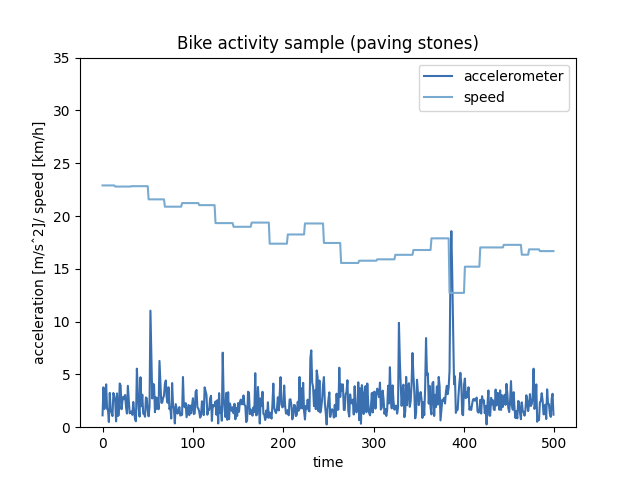 Bike activity sample (paving stones)
accelerometer
speed
acceleration [m/sˆ2]/ speed [km/h]
35
30
25
20
15
10
5
0
0 100 200 300 400 500
time